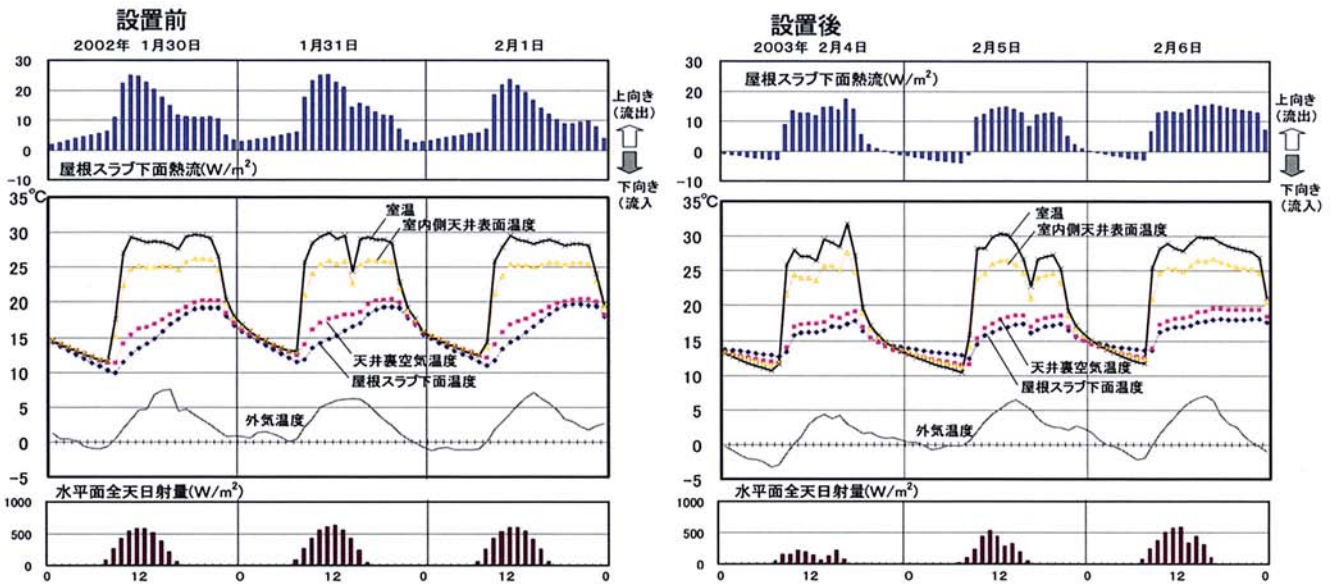 設置前
2002年 1月30日
1月31日
2月1日
30
20
10
0
-10
屋根スラブ下面熱流(W/m²)
上向き
(流出)
下向き
(流入
35℃
30
25
20
15
10
5
0
-5
室温
室内側天井表面温度
天井裏空気温度
屋根スラブ下面温度
外気温度
水平面全天日射量(W/m²)
1000
500
0
0
12
0
12
0
12
0
設置後
2003年 2月4日
2月5日
2月6日
30
20
10
0
-10
屋根スラブ下面熱流(W/m²)
上向き
(流出)
下向き
(流入)
35℃
30
25
20
15
10
5
0
-5
室温
室内側天井表面温度
天井裏空気温度
屋根スラブ下面温度
外気温度
水平面全天日射量(W/m²)
1000
500
0
0
12
0
12
0
12
0